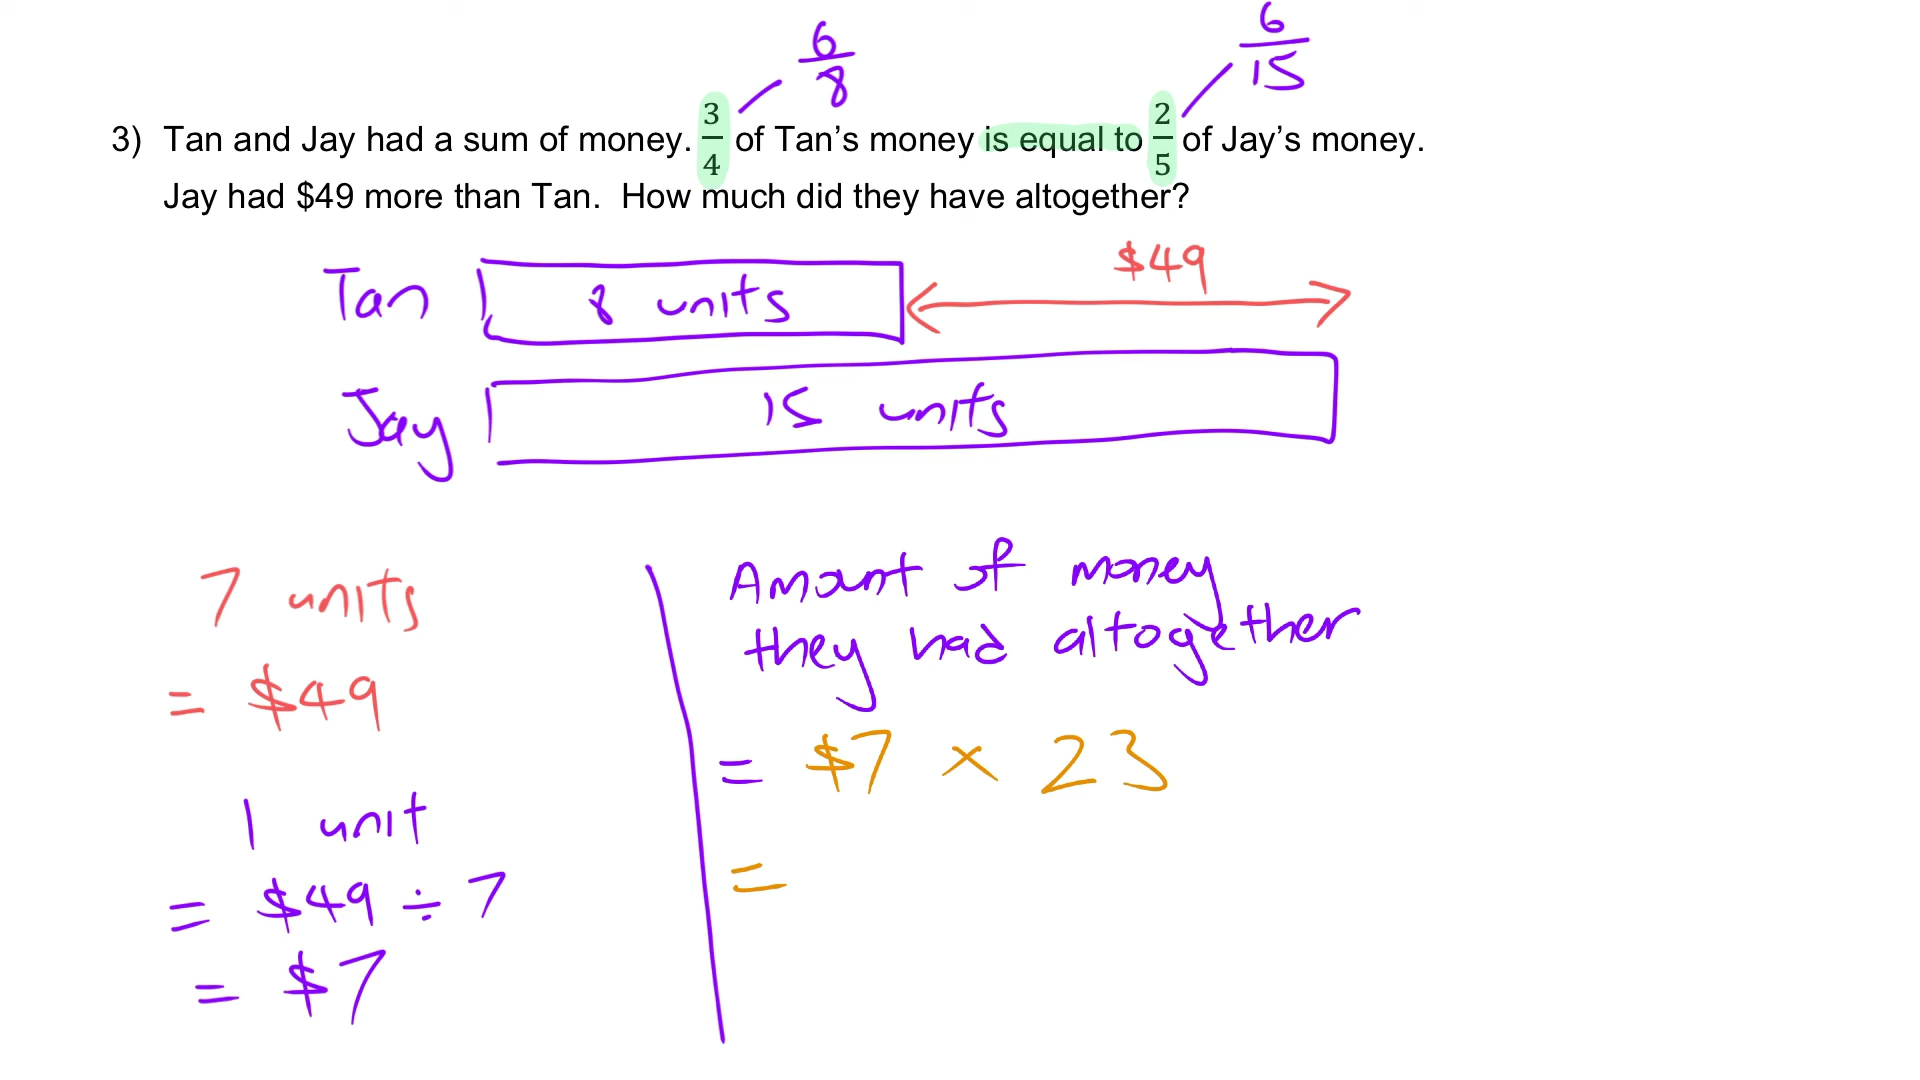 6/8
6/15
3) Tan and Jay had a sum of money. 3/4 of Tan’s money is equal to 2/5 of Jay’s money.
Jay had $49 more than Tan. How much did they have altogether?
$49
Tan 8 units
Jay 15 units
7 units
= $49
1 unit
= $49 ÷ 7
= $7
Amount of money
they had altogether
= $7 × 23
=